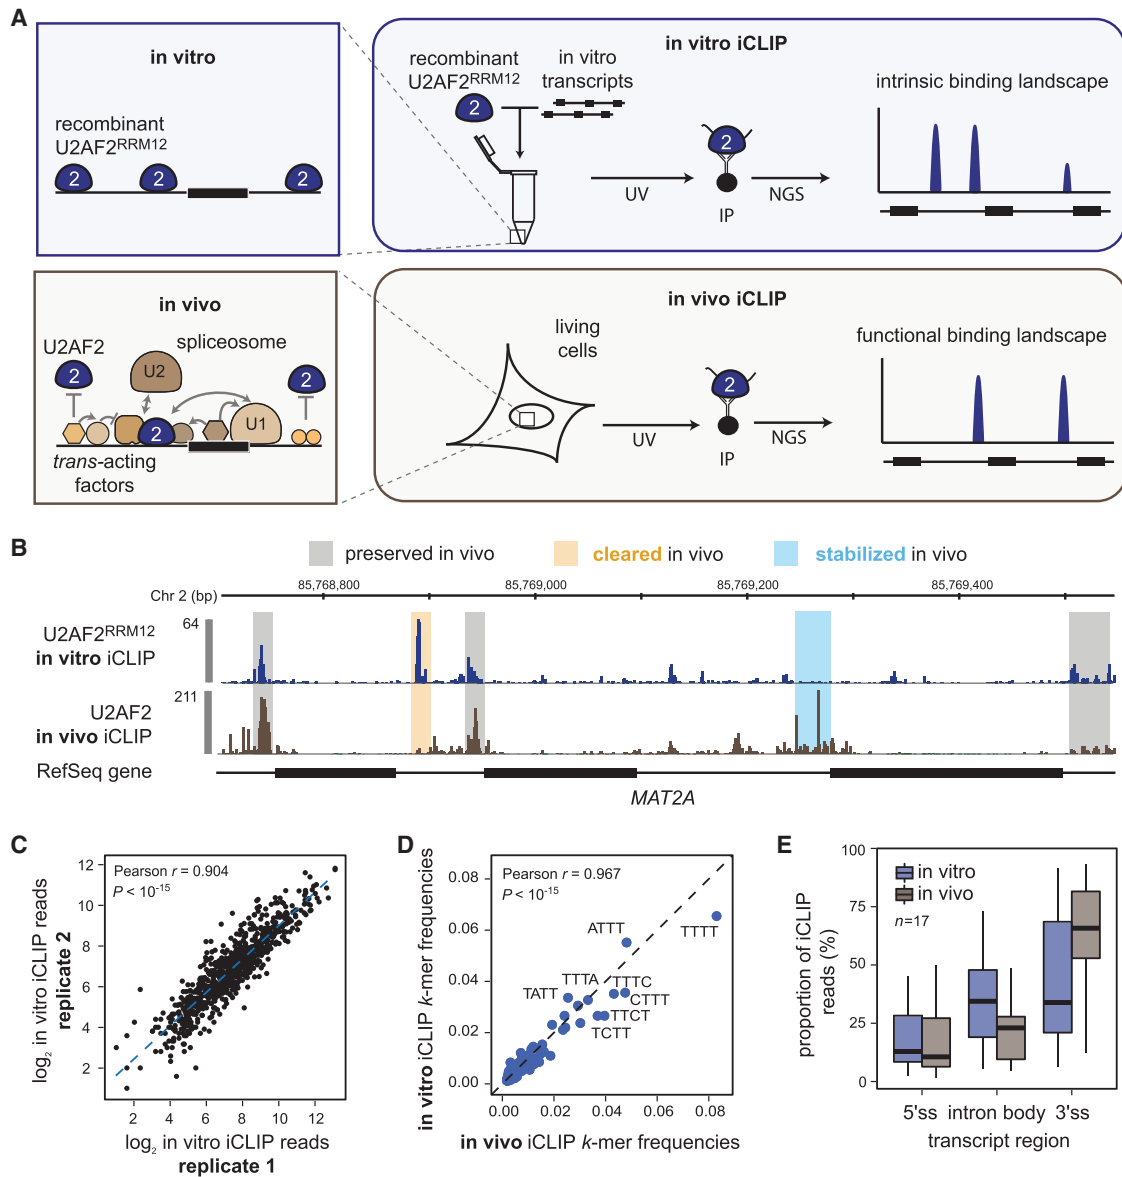 A
in vitro
recombinant
U2AF2RRM12
2
2
2
in vitro iCLIP
recombinant
U2AF2RRM12
2
in vitro
transcripts
UV
2
IP
NGS
intrinsic binding landscape
in vivo
U2AF2
spliceosome
2
U2
2
2
U1
trans-acting
factors
in vivo iCLIP
living
cells
UV
2
IP
NGS
functional binding landscape
B
preserved in vivo
cleared in vivo
stabilized in vivo
Chr 2 (bp)
85,768,800
85,769,000
85,769,200
85,769,400
U2AF2RRM12
in vitro iCLIP
64
U2AF2
in vivo iCLIP
211
RefSeq gene
MAT2A
C
Pearson r = 0.904
P < 10-15
log2 in vitro iCLIP reads
replicate 2
12
10
8
6
4
2
2 4 6 8 10 12
log2 in vitro iCLIP reads
replicate 1
D
Pearson r = 0.967
P < 10-15
in vitro iCLIP k-mer frequencies
0.08
0.06
0.04
0.02
0.00
TTTT
ATTT
TTTA
TTTC
TATT
CTTT
TTCT
TCTT
0.00 0.02 0.04 0.06 0.08
in vivo iCLIP k-mer frequencies
E
in vitro
in vivo
n=17
proportion of iCLIP
reads (%)
100
75
50
25
0
5'ss intron body 3'ss
transcript region